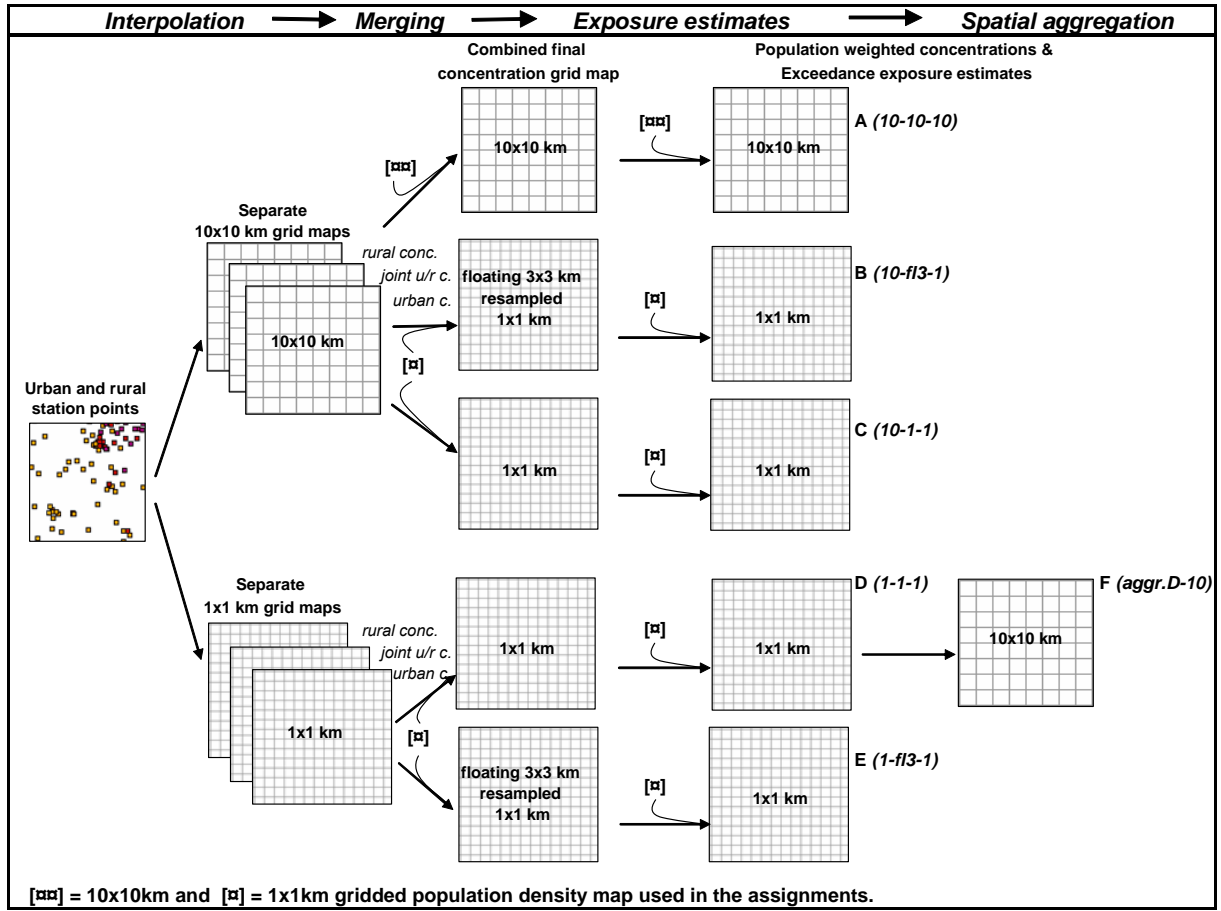 Interpolation Merging Exposure estimates Spatial aggregation
Combined final
concentration grid map
Population weighted concentrations &
Exceedance exposure estimates
[¤¤]
10x10 km
[¤¤]
10x10 km
A (10-10-10)
Separate
10x10 km grid maps
rural conc.
joint u/r c.
urban c.
10x10 km
[¤]
floating 3x3 km
resampled
1x1 km
[¤]
1x1 km
B (10-fl3-1)
1x1 km
[¤]
1x1 km
C (10-1-1)
Urban and rural
station points
Separate
1x1 km grid maps
rural conc.
joint u/r c.
urban c.
1x1 km
[¤]
1x1 km
[¤]
1x1 km
D (1-1-1)
10x10 km
F (aggr.D-10)
floating 3x3 km
resampled
1x1 km
[¤]
1x1 km
E (1-fl3-1)
[¤¤] = 10x10km and [¤] = 1x1km gridded population density map used in the assignments.